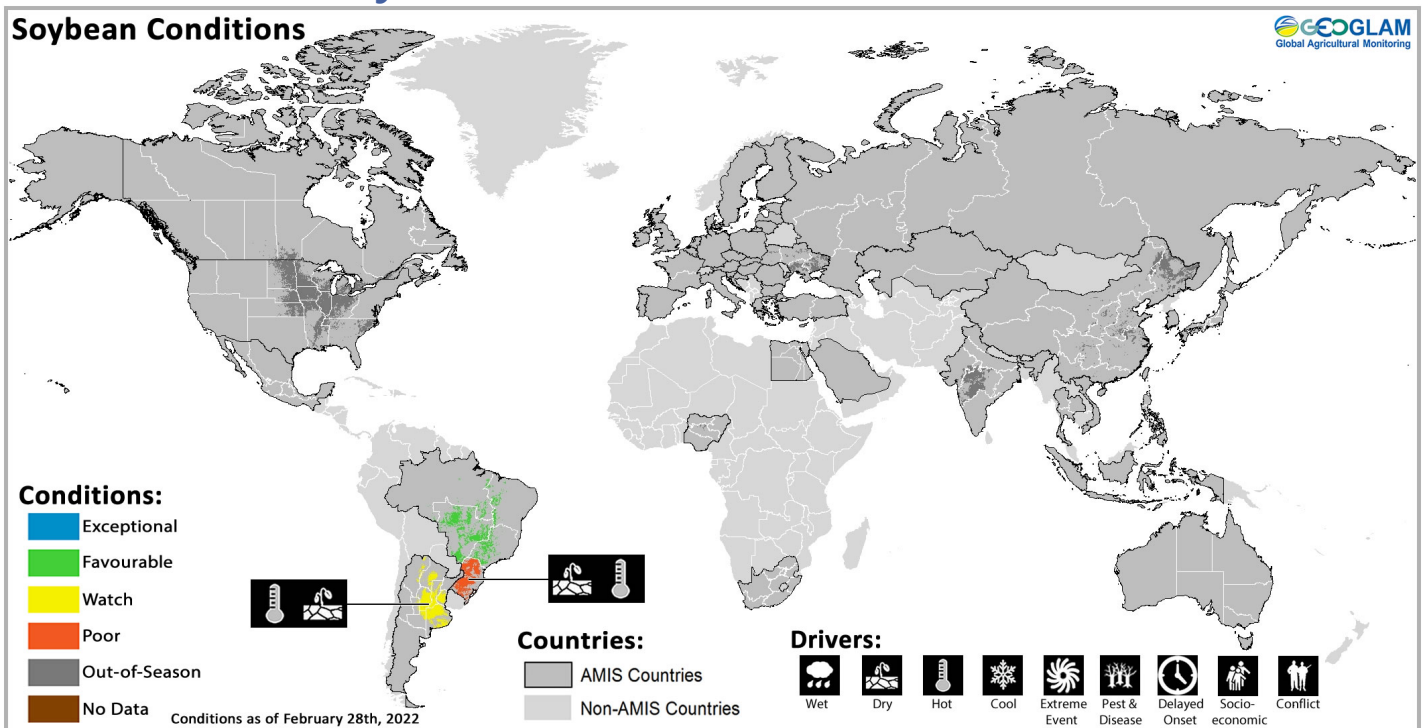 Soybean Conditions
GEOGLAM
Global Agricultural Monitoring
Conditions:
Exceptional
Favourable
Watch
Poor
Out-of-Season
No Data
Conditions as of February 28th, 2022
Countries:
AMIS Countries
Non-AMIS Countries
Drivers:
Wet
Dry
Hot
Cool
Extreme
Event
Pest &
Disease
Delayed
Onset
Socio-
economic
Conflict